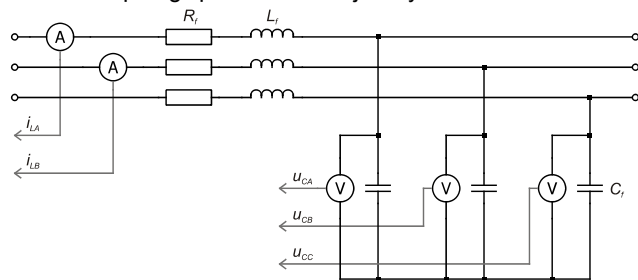 R_f L_f
A
A
i_LA
i_LB
V V V
u_CA
C_f
u_CB
u_CC